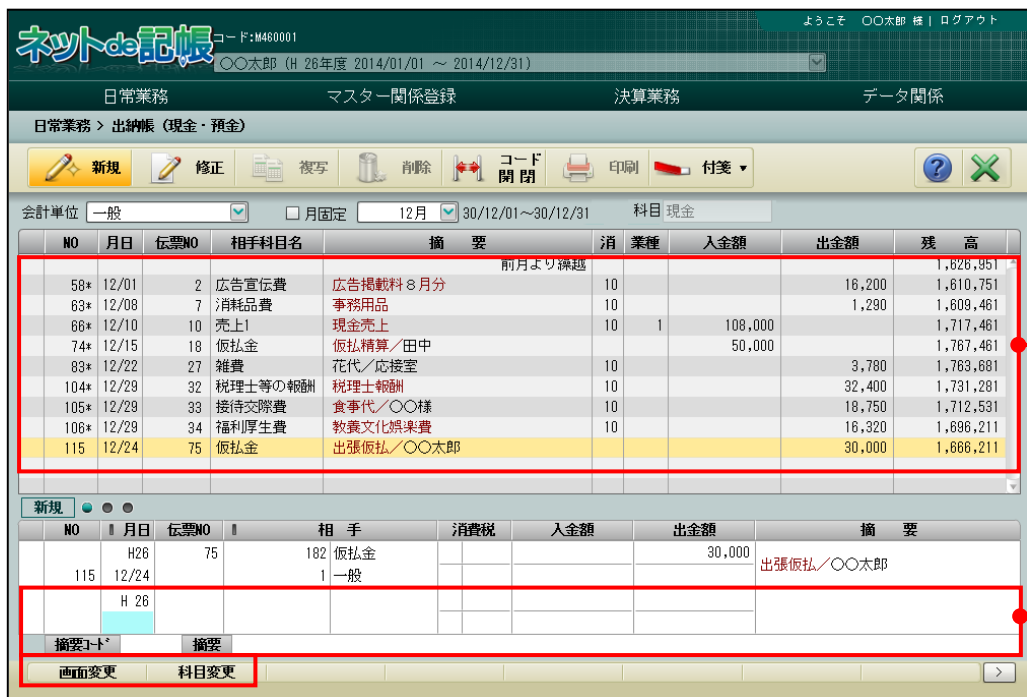 ようこそ 〇〇太郎 様 | ログアウト
ネットde記帳
コード:M460001
〇〇太郎 (H 26年度 2014/01/01 ～ 2014/12/31)
日常業務 マスター関係登録 決算業務 データ関係
日常業務 > 出納帳 (現金・預金)
新規 修正 複写 削除 コード開閉 印刷 付箋 ▼ ?
会計単位 一般 月固定 12月 30/12/01～30/12/31 科目 現金
NO 月日 伝票NO 相手科目名 摘 要 消 業種 入金額 出金額 残 高
前月より繰越 1,626,951
58* 12/01 2 広告宣伝費 広告掲載料8月分 10 16,200 1,610,751
63* 12/08 7 消耗品費 事務用品 10 1,290 1,609,461
66* 12/10 10 売上1 現金売上 10 1 108,000 1,717,461
74* 12/15 18 仮払金 仮払精算／田中 50,000 1,767,461
83* 12/22 27 雑費 花代／応接室 10 3,780 1,763,681
104* 12/29 32 税理士等の報酬 税理士報酬 10 32,400 1,731,281
105* 12/29 33 接待交際費 食事代／〇〇様 10 18,750 1,712,531
106* 12/29 34 福利厚生費 教養文化娯楽費 10 16,320 1,696,211
115 12/24 75 仮払金 出張仮払／〇〇太郎 30,000 1,666,211
新規
NO 月日 伝票NO 相 手 消費税 入金額 出金額 摘 要
H26 75 182 仮払金 30,000 出張仮払／〇〇太郎
115 12/24 1 一般
H 26
摘要コード 摘要
画面変更 科目変更 >